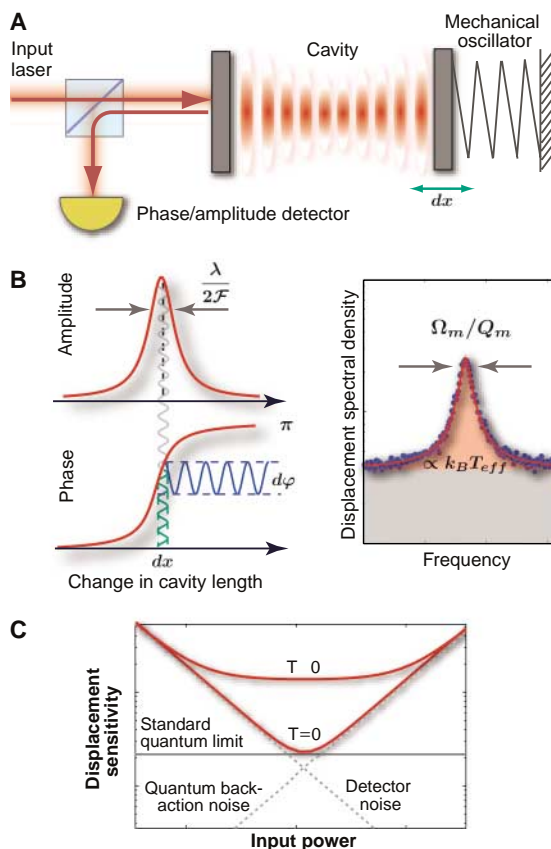 A
Input
laser
Cavity
Mechanical
oscillator
dx
Phase/amplitude detector
B
Amplitude
λ
2F
Phase
π
dφ
dx
Change in cavity length
Displacement spectral density
Ω_m/Q_m
∝ k_B T_eff
Frequency
C
Displacement
sensitivity
T 0
T=0
Standard
quantum limit
Quantum back-
action noise
Detector
noise
Input power